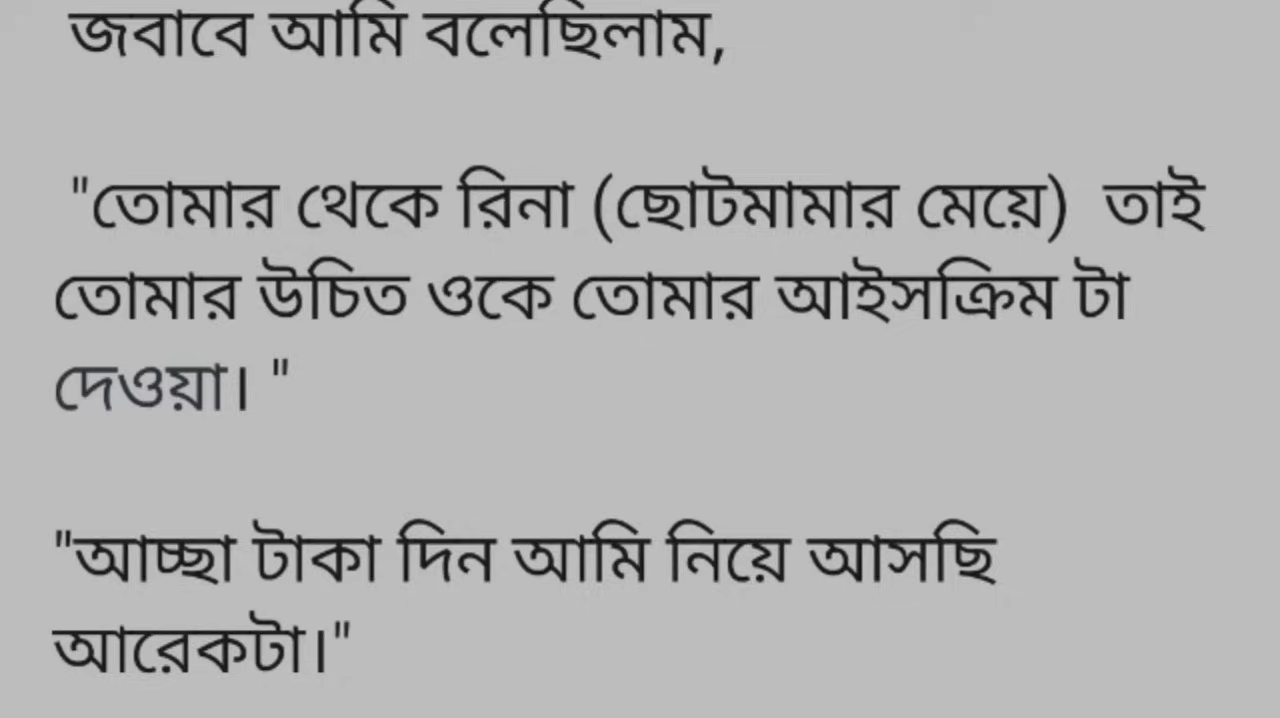 জবাবে আমি বলেছিলাম,
"তোমার থেকে রিনা (ছোটমামার মেয়ে) তাই
তোমার উচিত ওকে তোমার আইসক্রিম টা
দেওয়া। "
"আচ্ছা টাকা দিন আমি নিয়ে আসছি
আরেকটা।"